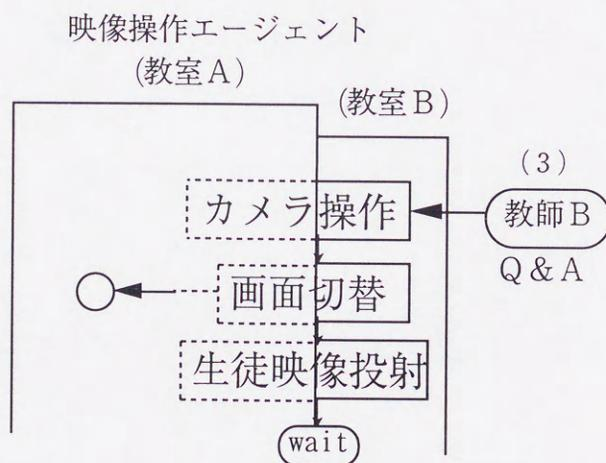 映像操作エージェント
(教室A)
(教室B)
(3)
カメラ操作
教師B
Q&A
画面切替
生徒映像投射
wait